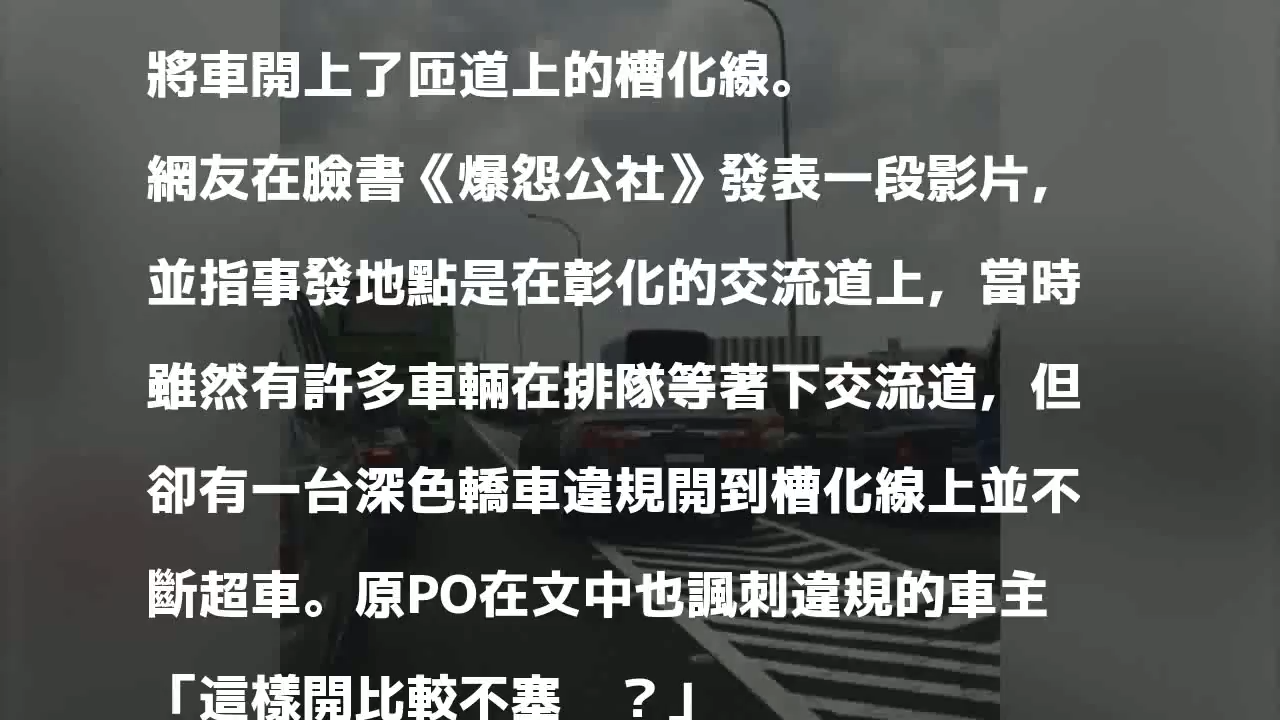 將車開上了匝道上的槽化線。
網友在臉書《爆怨公社》發表一段影片，
並指事發地點是在彰化的交流道上，當時
雖然有許多車輛在排隊等著下交流道，但
卻有一台深色轎車違規開到槽化線上並不
斷超車。原PO在文中也諷刺違規的車主
「這樣開比較不塞　？」